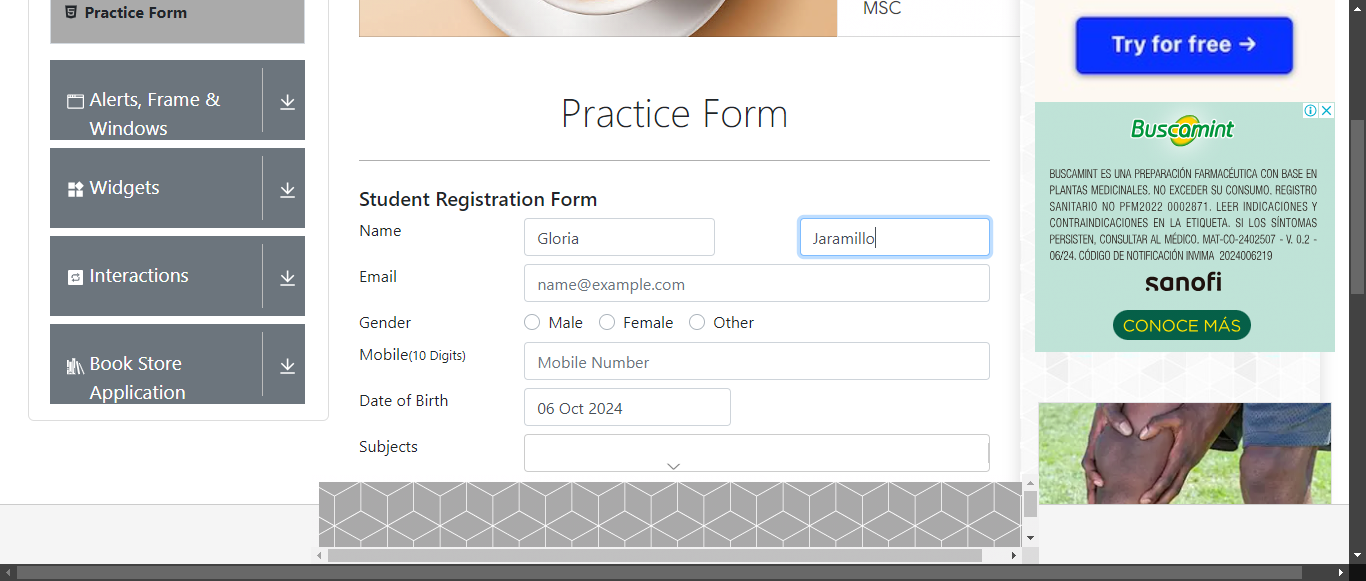 Practice Form
Alerts, Frame &
Windows
Widgets
Interactions
Book Store
Application
MSC
Practice Form
Student Registration Form
Name
Gloria
Jaramillo
Email
name@example.com
Gender
Male
Female
Other
Mobile(10 Digits)
Mobile Number
Date of Birth
06 Oct 2024
Subjects
Try for free →
Buscamint
BUSCAMINT ES UNA PREPARACIÓN FARMACÉUTICA CON BASE EN
PLANTAS MEDICINALES. NO EXCEDER SU CONSUMO. REGISTRO
SANITARIO NO PFM2022 0002871. LEER INDICACIONES Y
CONTRAINDICACIONES EN LA ETIQUETA. SI LOS SÍNTOMAS
PERSISTEN, CONSULTAR AL MÉDICO. MAT-CO-2402507 - V. 0.2 -
06/24. CÓDIGO DE NOTIFICACIÓN INVIMA 2024006219
sanofi
CONOCE MÁS